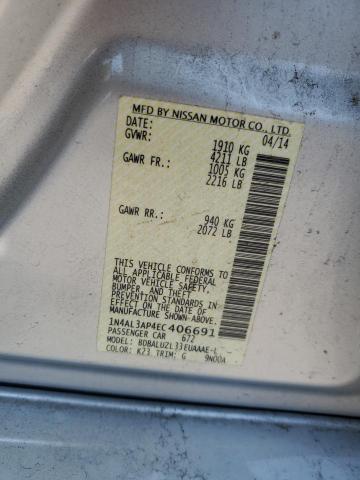 MFD BY NISSAN MOTOR CO., LTD.
DATE: 04/14
GVWR: 1910 KG
4211 LB
GAWR FR.: 1005 KG
2216 LB
GAWR RR.: 940 KG
2072 LB
THIS VEHICLE CONFORMS TO
ALL APPLICABLE FEDERAL
MOTOR VEHICLE SAFETY,
BUMPER, AND THEFT
PREVENTION STANDARDS IN
EFFECT ON THE DATE OF
MANUFACTURE SHOWN ABOVE.
1N4AL3AP4EC406691
PASSENGER CAR 672
MODEL: BDBALUZL33EUAAAE-L
COLOR: K23 TRIM: G 9N00A